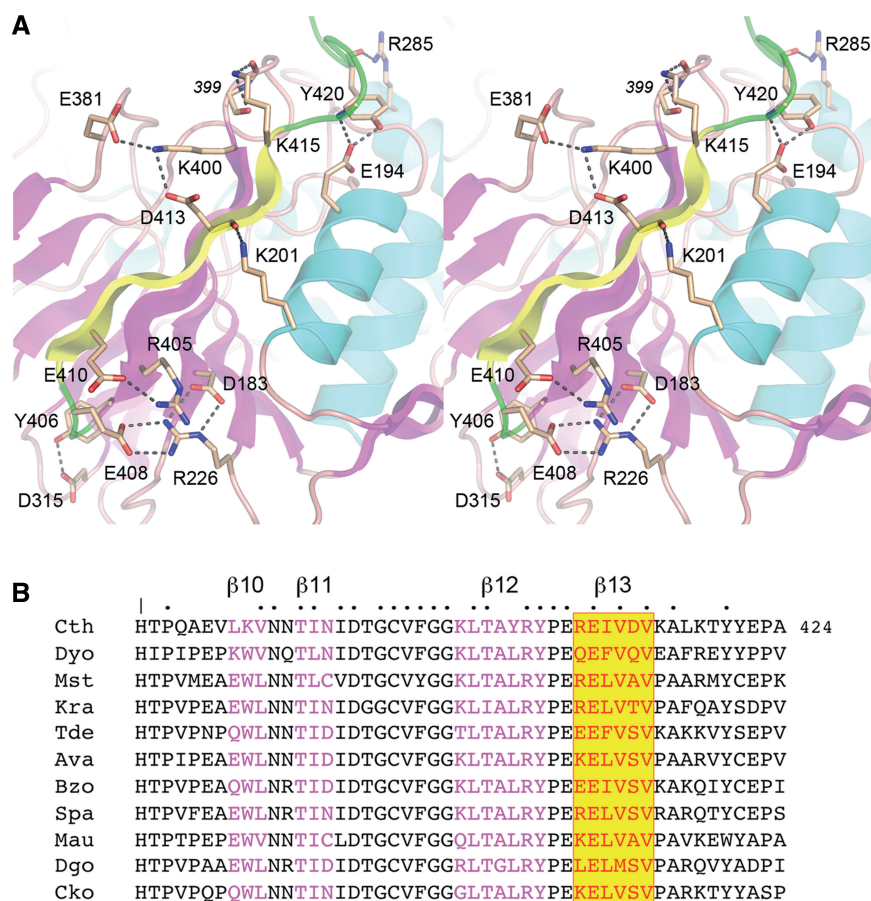 A
R285
399
Y420
E381
K415
K400
E194
D413
K201
R405
E410
D183
Y406
E408
R226
D315
R285
399
Y420
E381
K415
K400
E194
D413
K201
R405
E410
D183
Y406
E408
R226
D315
B
β10 β11 β12 β13
Cth HTPQAEVLKVNNTINIDTGCVFGGKLTAYRYPEREIVDVKALKTYYEPA 424
Dyo HIPIPEPKWVNQTLNIDTGCVFGGKLTALRYPEQEFVQVEAFREYYPPV
Mst HTPVMEAEWLNNTLCVDTGCVYGGKLTALRYPERELVAVPAARMYCEPK
Kra HTPVPEAEWLNNTINIDGGCVFGGKLIALRYPERELVTVPAFQAYSDPV
Tde HTPVPNPQWLNNTIDIDTGCVYGGTLIALRYPEEEFVSVKAKKVYSEPV
Ava HTPIPEAEWLNNTIDIDTGCVFGGKLTALRYPEKELVSVPAARVYCEPV
Bzo HTPVPEAQWLNRTIDIDTGCVFGGKLTALRYPEEEIVSVKAKQIYCEPI
Spa HTPVFEAEWLNRTINIDTGCVFGGKLTALRYPERELVSVRARQTYCEPS
Mau HTPTPEPEWVNNTICLDTGCVFGGQLTALRYPEKELVAVPAVKEWYAPA
Dgo HTPVPAAEWLNRTIDIDTGCVFGGRLTGLRYPELELMSVPARQVYADPI
Cko HTPVPQPQWLNNTIDIDTGCVFGGGLTALRYPEKELVSVPARKTYYASP